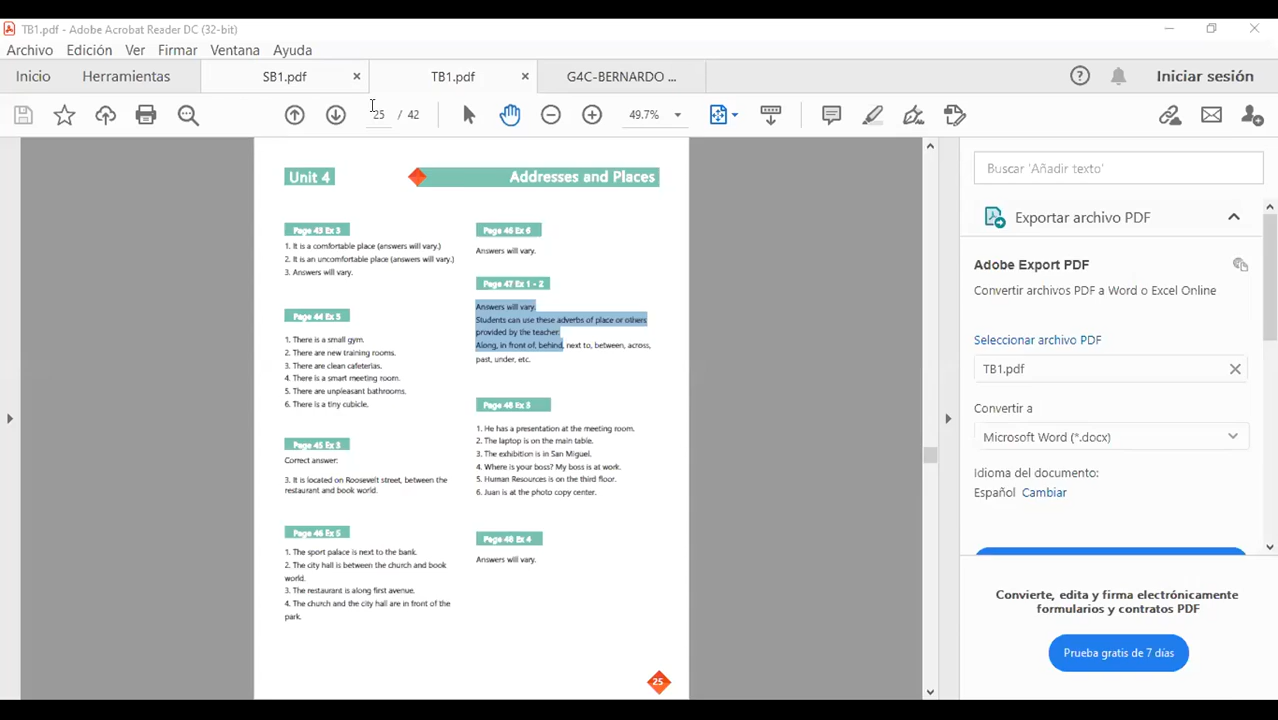 TB1.pdf - Adobe Acrobat Reader DC (32-bit)
Archivo Edición Ver Firmar Ventana Ayuda
Inicio Herramientas SB1.pdf × TB1.pdf × G4C-BERNARDO ... Iniciar sesión
25 / 42 49.7%
Unit 4
Addresses and Places
Page 43 Ex 3
1. It is a comfortable place (answers will vary.)
2. It is an uncomfortable place (answers will vary.)
3. Answers will vary.
Page 44 Ex 5
1. There is a small gym.
2. There are new training rooms.
3. There are clean cafeterias.
4. There is a smart meeting room.
5. There are unpleasant bathrooms.
6. There is a tiny cubicle.
Page 45 Ex 3
Correct answer:
3. It is located on Roosevelt street, between the
restaurant and book world.
Page 46 Ex 5
1. The sport palace is next to the bank.
2. The city hall is between the church and book
world.
3. The restaurant is along first avenue.
4. The church and the city hall are in front of the
park.
Page 46 Ex 6
Answers will vary.
Page 47 Ex 1 - 2
Answers will vary.
Students can use these adverbs of place or others
provided by the teacher:
Along, in front of, behind, next to, between, across,
past, under, etc.
Page 48 Ex 3
1. He has a presentation at the meeting room.
2. The laptop is on the main table.
3. The exhibition is in San Miguel.
4. Where is your boss? My boss is at work.
5. Human Resources is on the third floor.
6. Juan is at the photo copy center.
Page 48 Ex 4
Answers will vary.
25
Buscar 'Añadir texto'
Exportar archivo PDF
Adobe Export PDF
Convertir archivos PDF a Word o Excel Online
Seleccionar archivo PDF
TB1.pdf
Convertir a
Microsoft Word (*.docx)
Idioma del documento:
Español Cambiar
Convierte, edita y firma electrónicamente
formularios y contratos PDF
Prueba gratis de 7 días